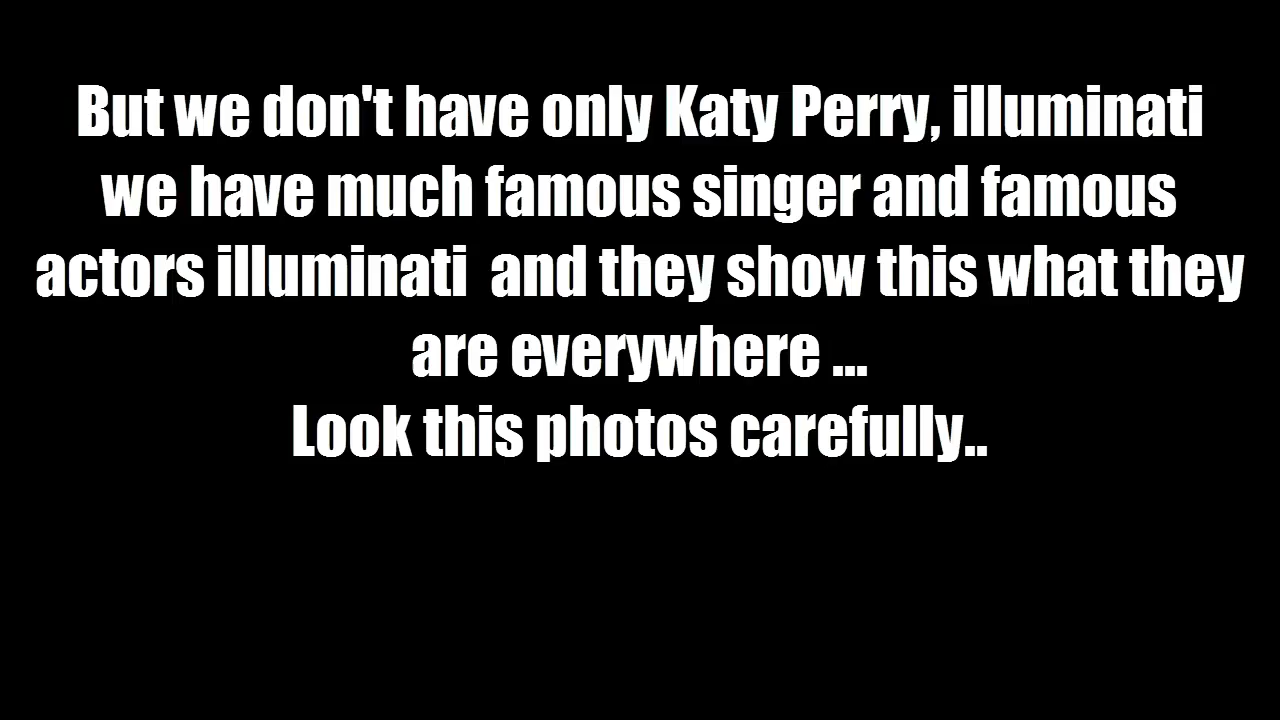 But we don't have only Katy Perry, illuminati
we have much famous singer and famous
actors illuminati  and they show this what they
are everywhere ...
Look this photos carefully..